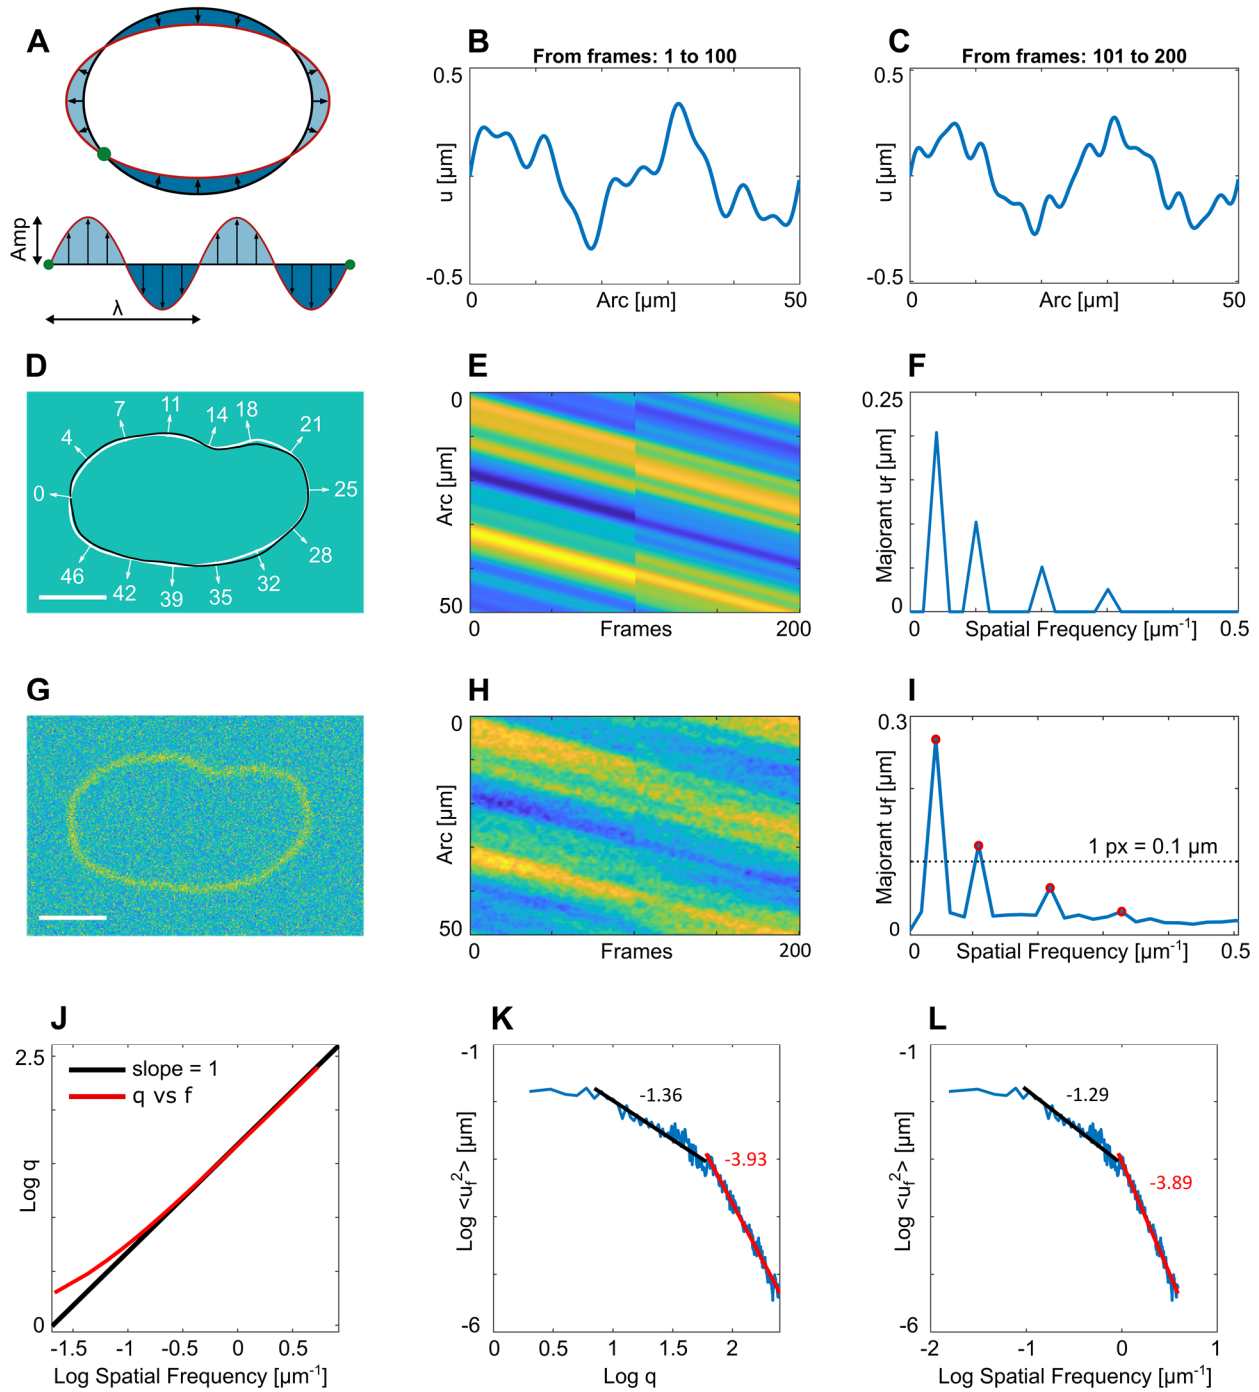 A
Amp
λ
B
From frames: 1 to 100
0.5
u [µm]
-0.5
0
Arc [µm]
50
C
From frames: 101 to 200
0.5
u [µm]
-0.5
0
Arc [µm]
50
D
0
4
7
11
14
18
21
25
28
32
35
39
42
46
E
0
Arc [µm]
50
0
Frames
200
F
0.25
Majorant uf [µm]
0
0
Spatial Frequency [µm⁻¹]
0.5
G
H
0
Arc [µm]
50
0
Frames
200
I
0.3
Majorant uf [µm]
1 px = 0.1 µm
0
0
Spatial Frequency [µm⁻¹]
0.5
J
2.5
slope = 1
q vs f
Log q
0
-1.5
-1
-0.5
0
0.5
Log Spatial Frequency [µm⁻¹]
K
-1
-1.36
-3.93
Log <uf²> [µm]
-6
0
0.5
1
1.5
2
Log q
L
-1
-1.29
-3.89
Log <uf²> [µm]
-6
-2
-1
0
1
Log Spatial Frequency [µm⁻¹]